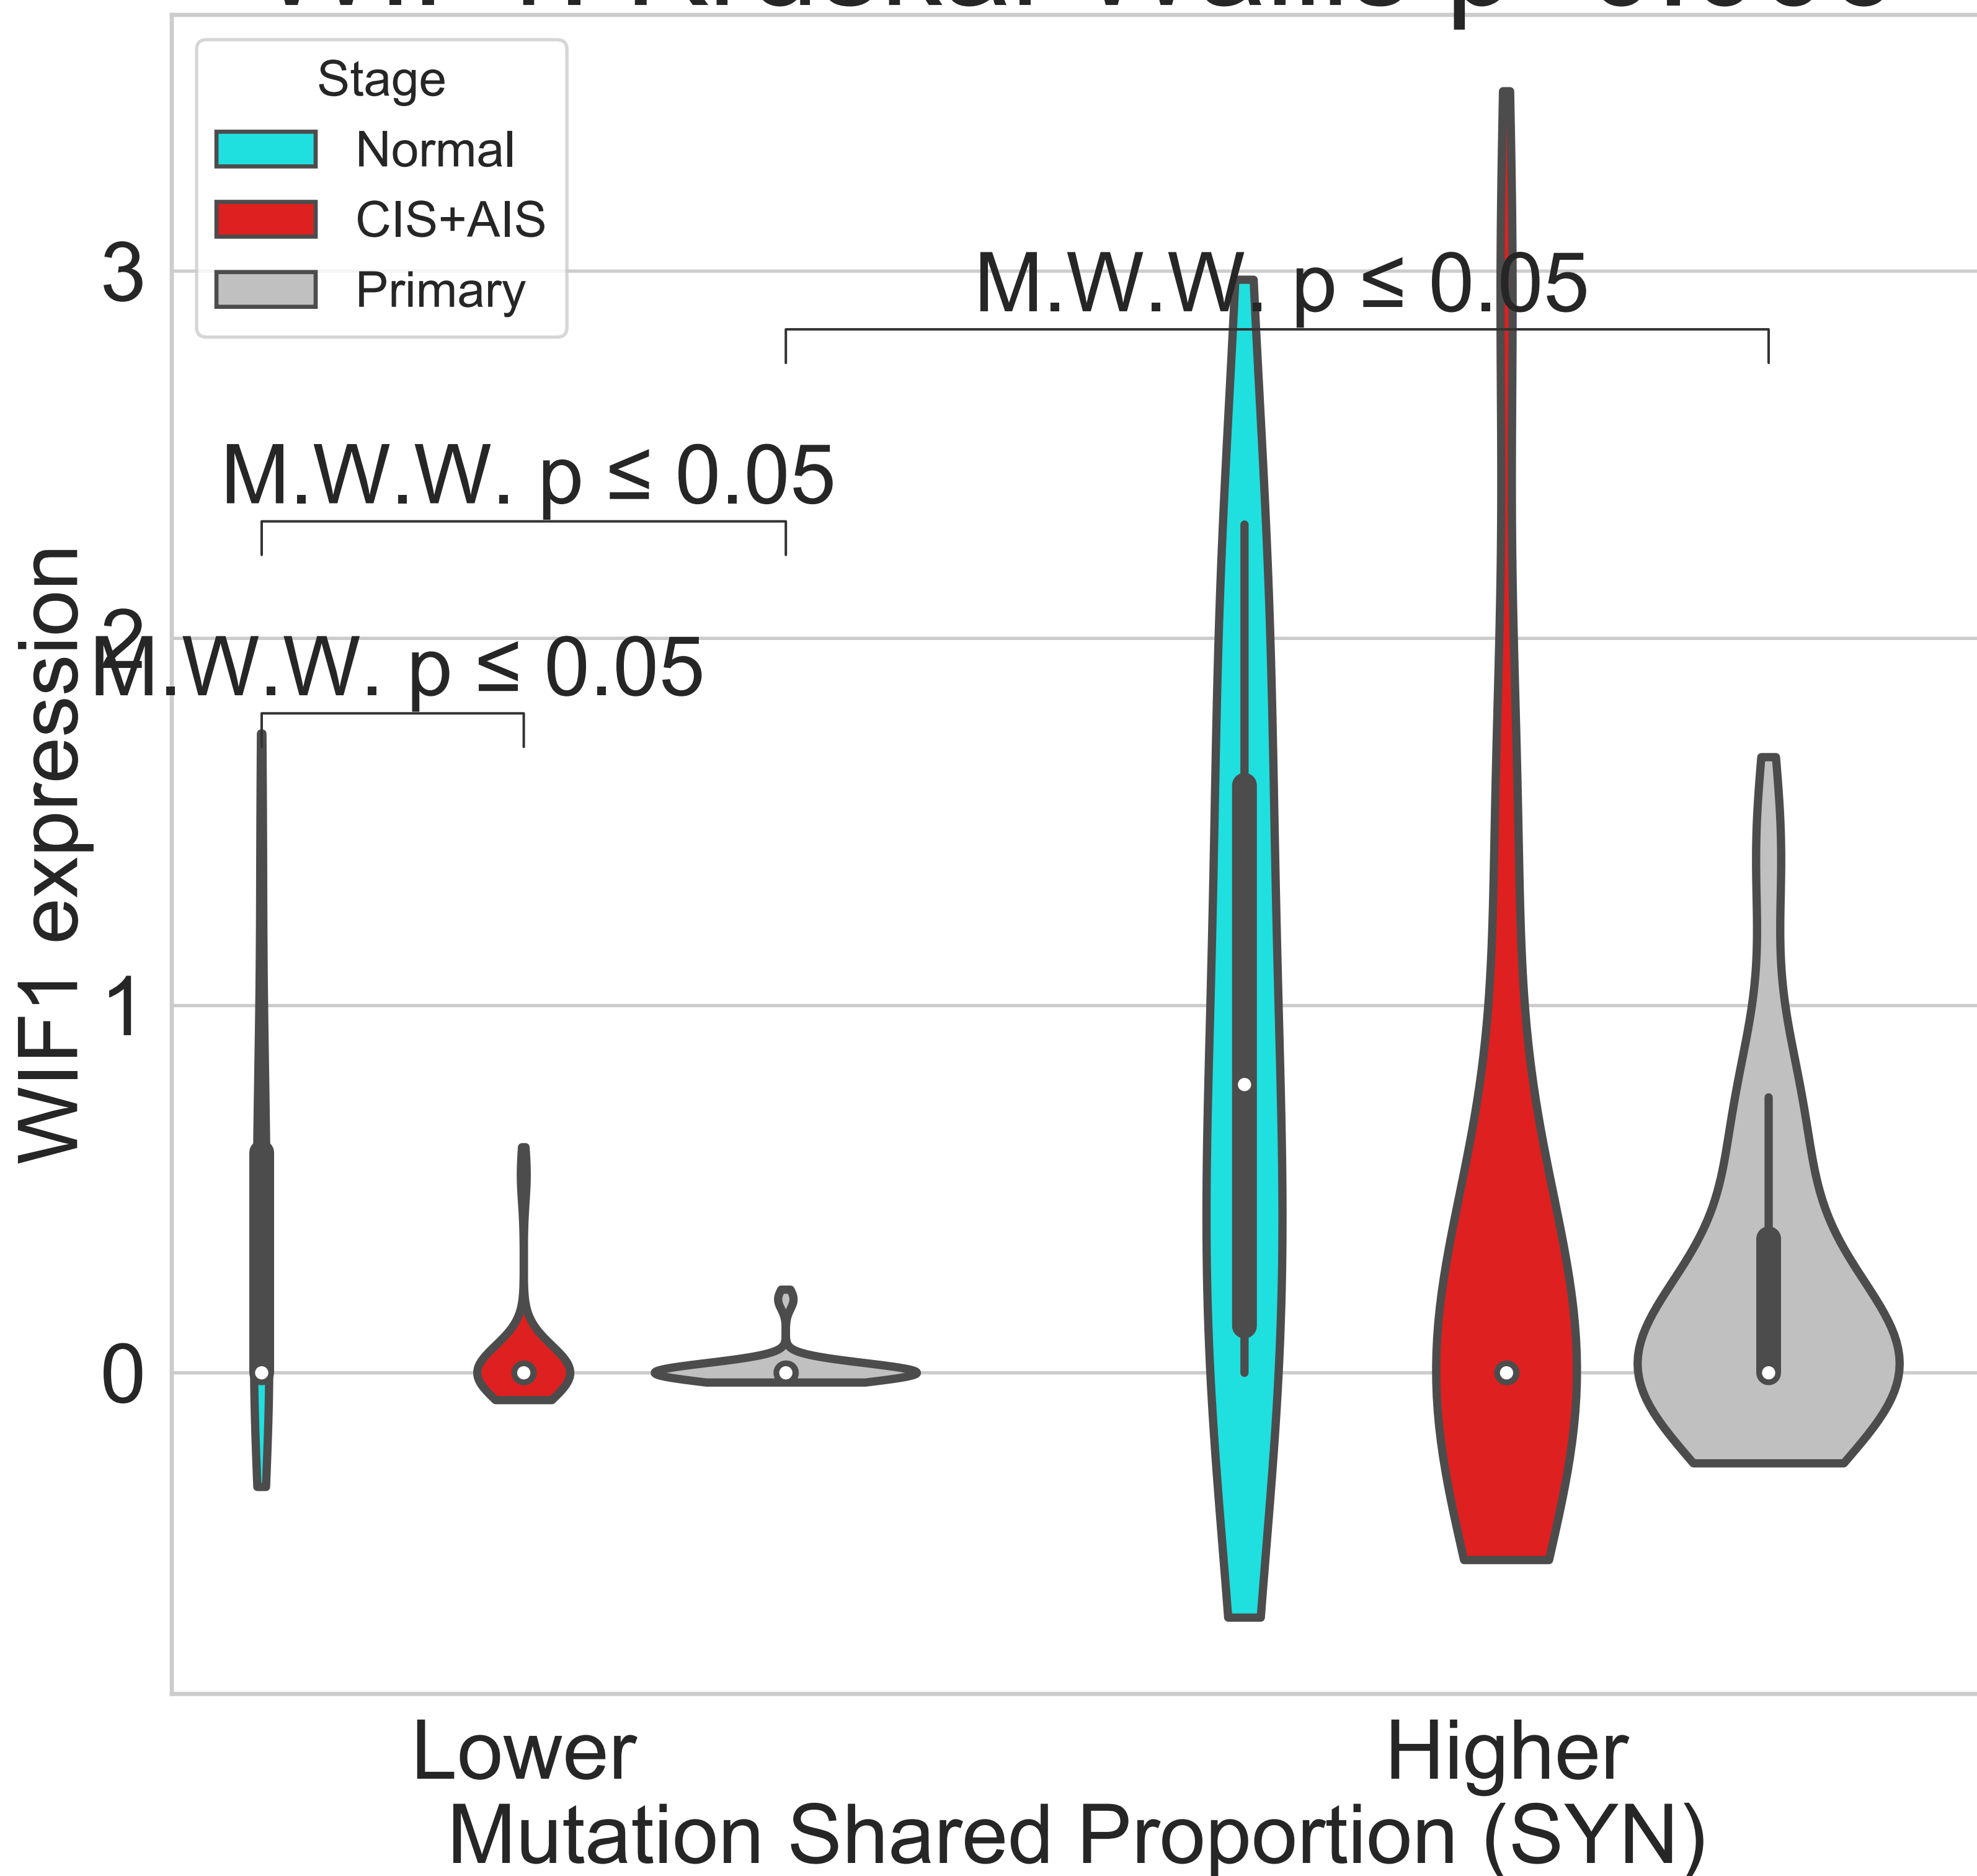 Stage
Normal
CIS+AIS
Primary
3
M.W.W. p ≤ 0.05
M.W.W. p ≤ 0.05
2
M.W.W. p ≤ 0.05
1
0
WIF1 expression
Lower
Higher
Mutation Shared Proportion (SYN)